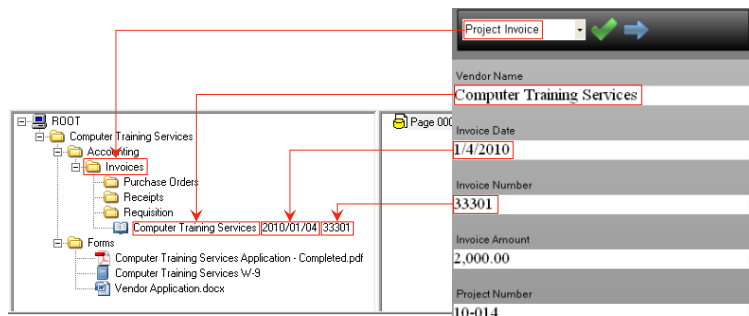 Project Invoice
Vendor Name
Computer Training Services
Invoice Date
1/4/2010
Invoice Number
33301
Invoice Amount
2,000.00
Project Number
10-014
ROOT
Computer Training Services
Accounting
Invoices
Purchase Orders
Receipts
Requisition
Computer Training Services 2010/01/04 33301
Forms
Computer Training Services Application - Completed.pdf
Computer Training Services W-9
Vendor Application.docx
Page 000